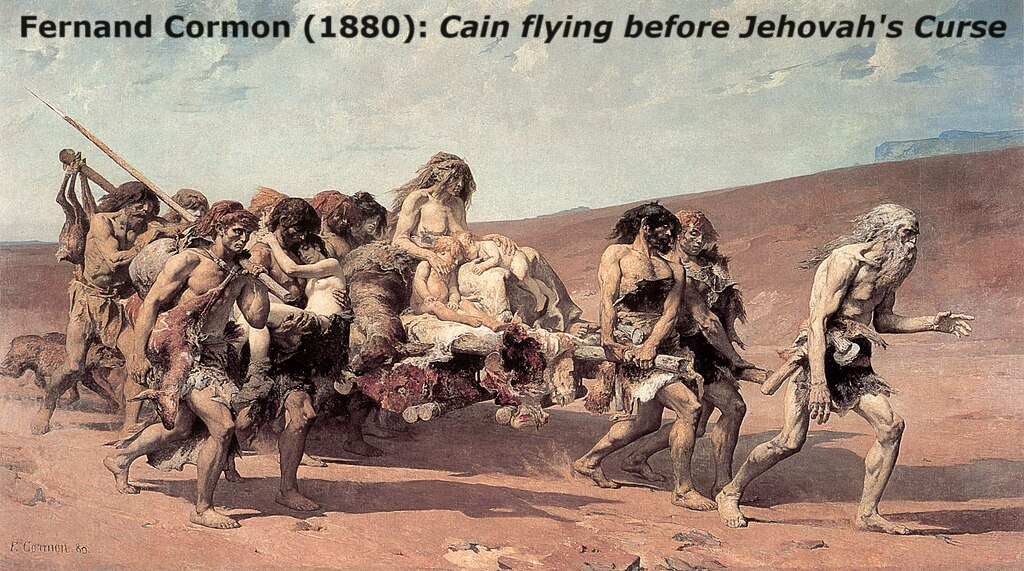 Fernand Cormon (1880): Cain flying before Jehovah's Curse
F. Cormon 80.